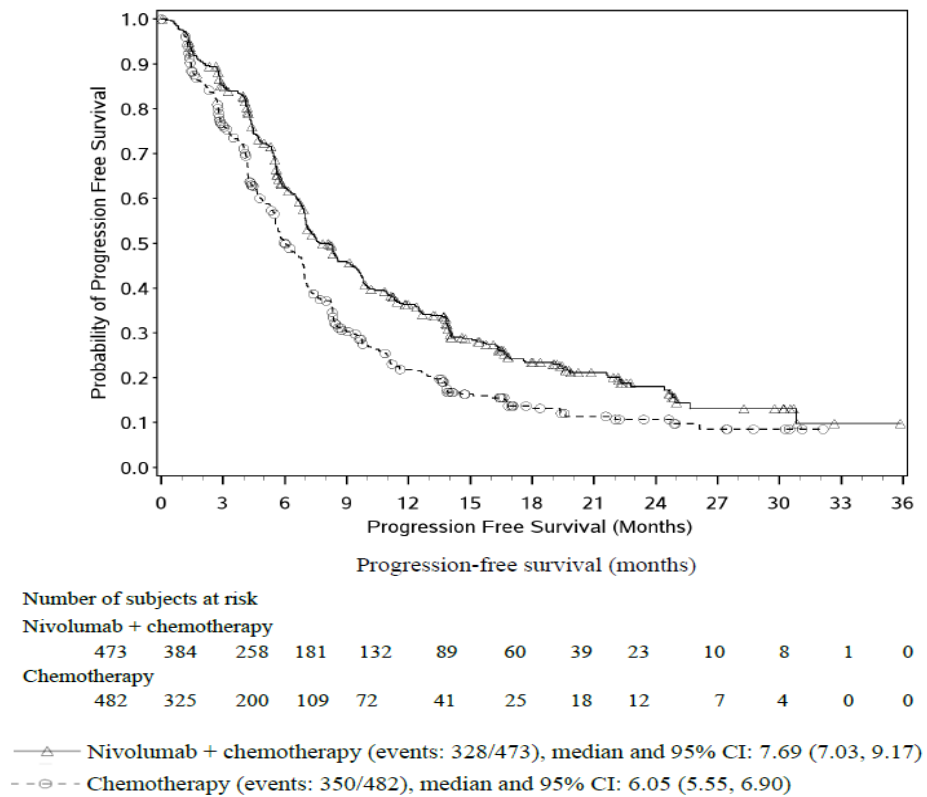 Probability of Progression Free Survival
1.0
0.9
0.8
0.7
0.6
0.5
0.4
0.3
0.2
0.1
0.0
0 3 6 9 12 15 18 21 24 27 30 33 36
Progression Free Survival (Months)
Progression-free survival (months)
Number of subjects at risk
Nivolumab + chemotherapy
473 384 258 181 132 89 60 39 23 10 8 1 0
Chemotherapy
482 325 200 109 72 41 25 18 12 7 4 0 0
Nivolumab + chemotherapy (events: 328/473), median and 95% CI: 7.69 (7.03, 9.17)
Chemotherapy (events: 350/482), median and 95% CI: 6.05 (5.55, 6.90)